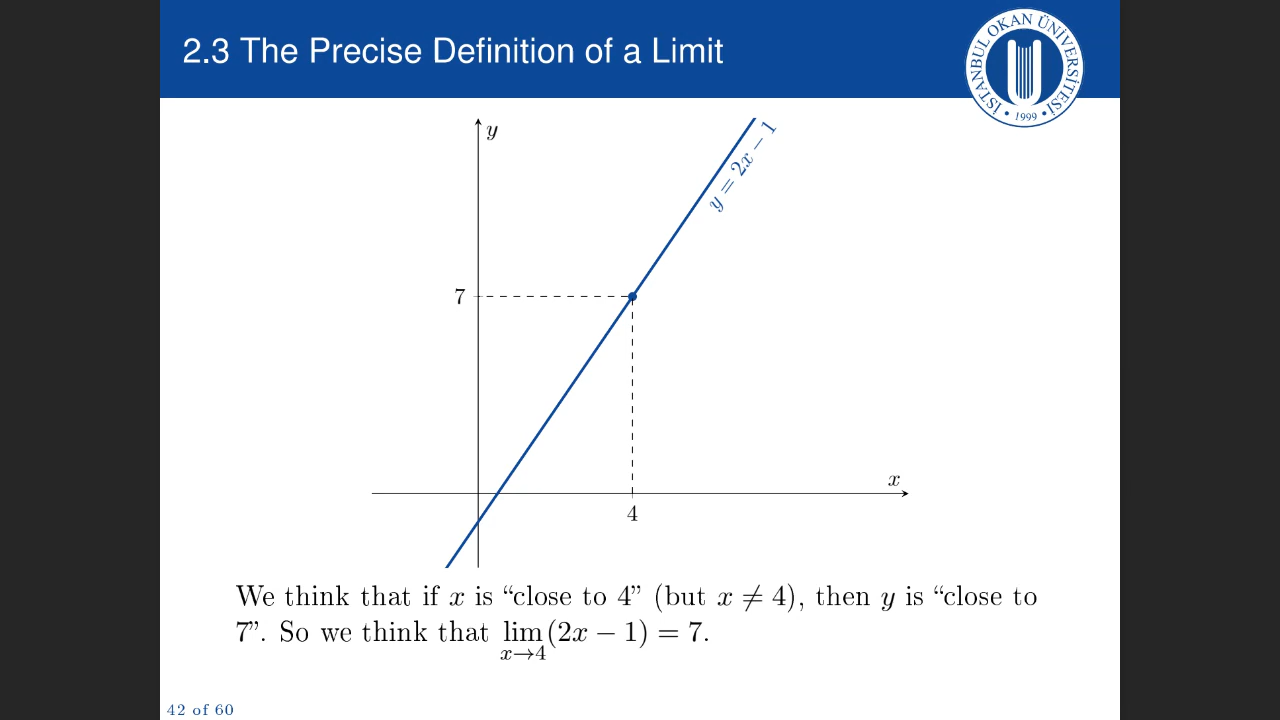 2.3 The Precise Definition of a Limit
İSTANBUL OKAN ÜNİVERSİTESİ
• 1999 •
y
y = 2x − 1
7
x
4
We think that if x is “close to 4” (but x ≠ 4), then y is “close to
7”. So we think that lim(2x − 1) = 7.
x→4
42 of 60